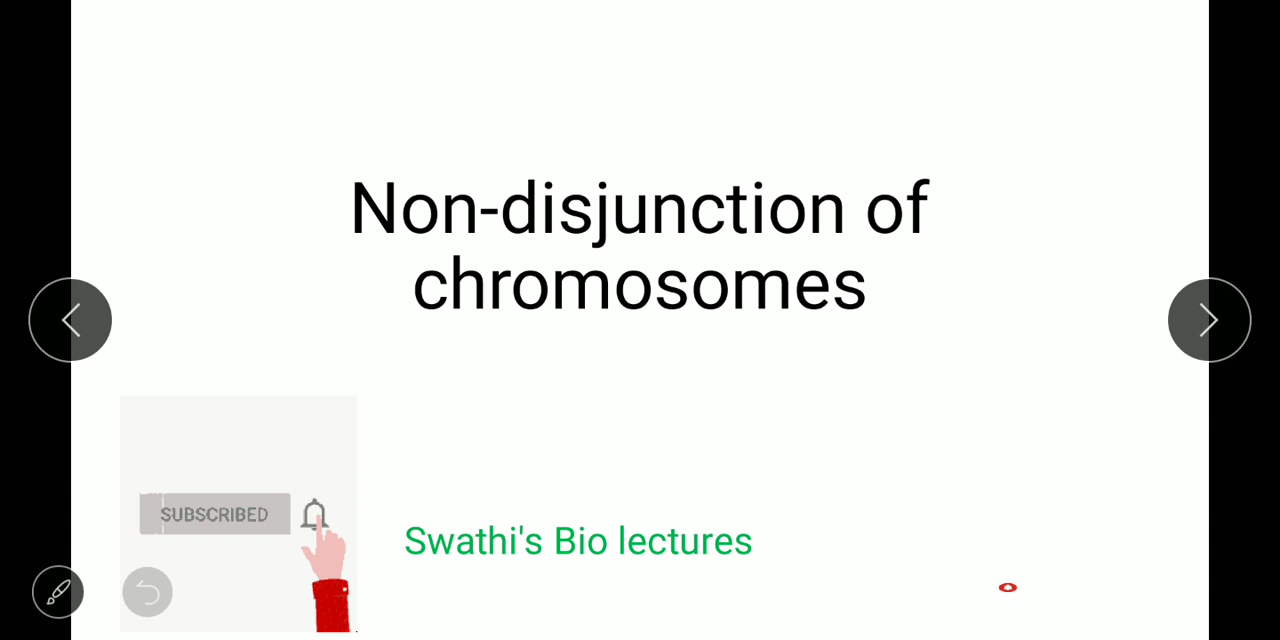 Non-disjunction of
chromosomes
SUBSCRIBED
Swathi's Bio lectures